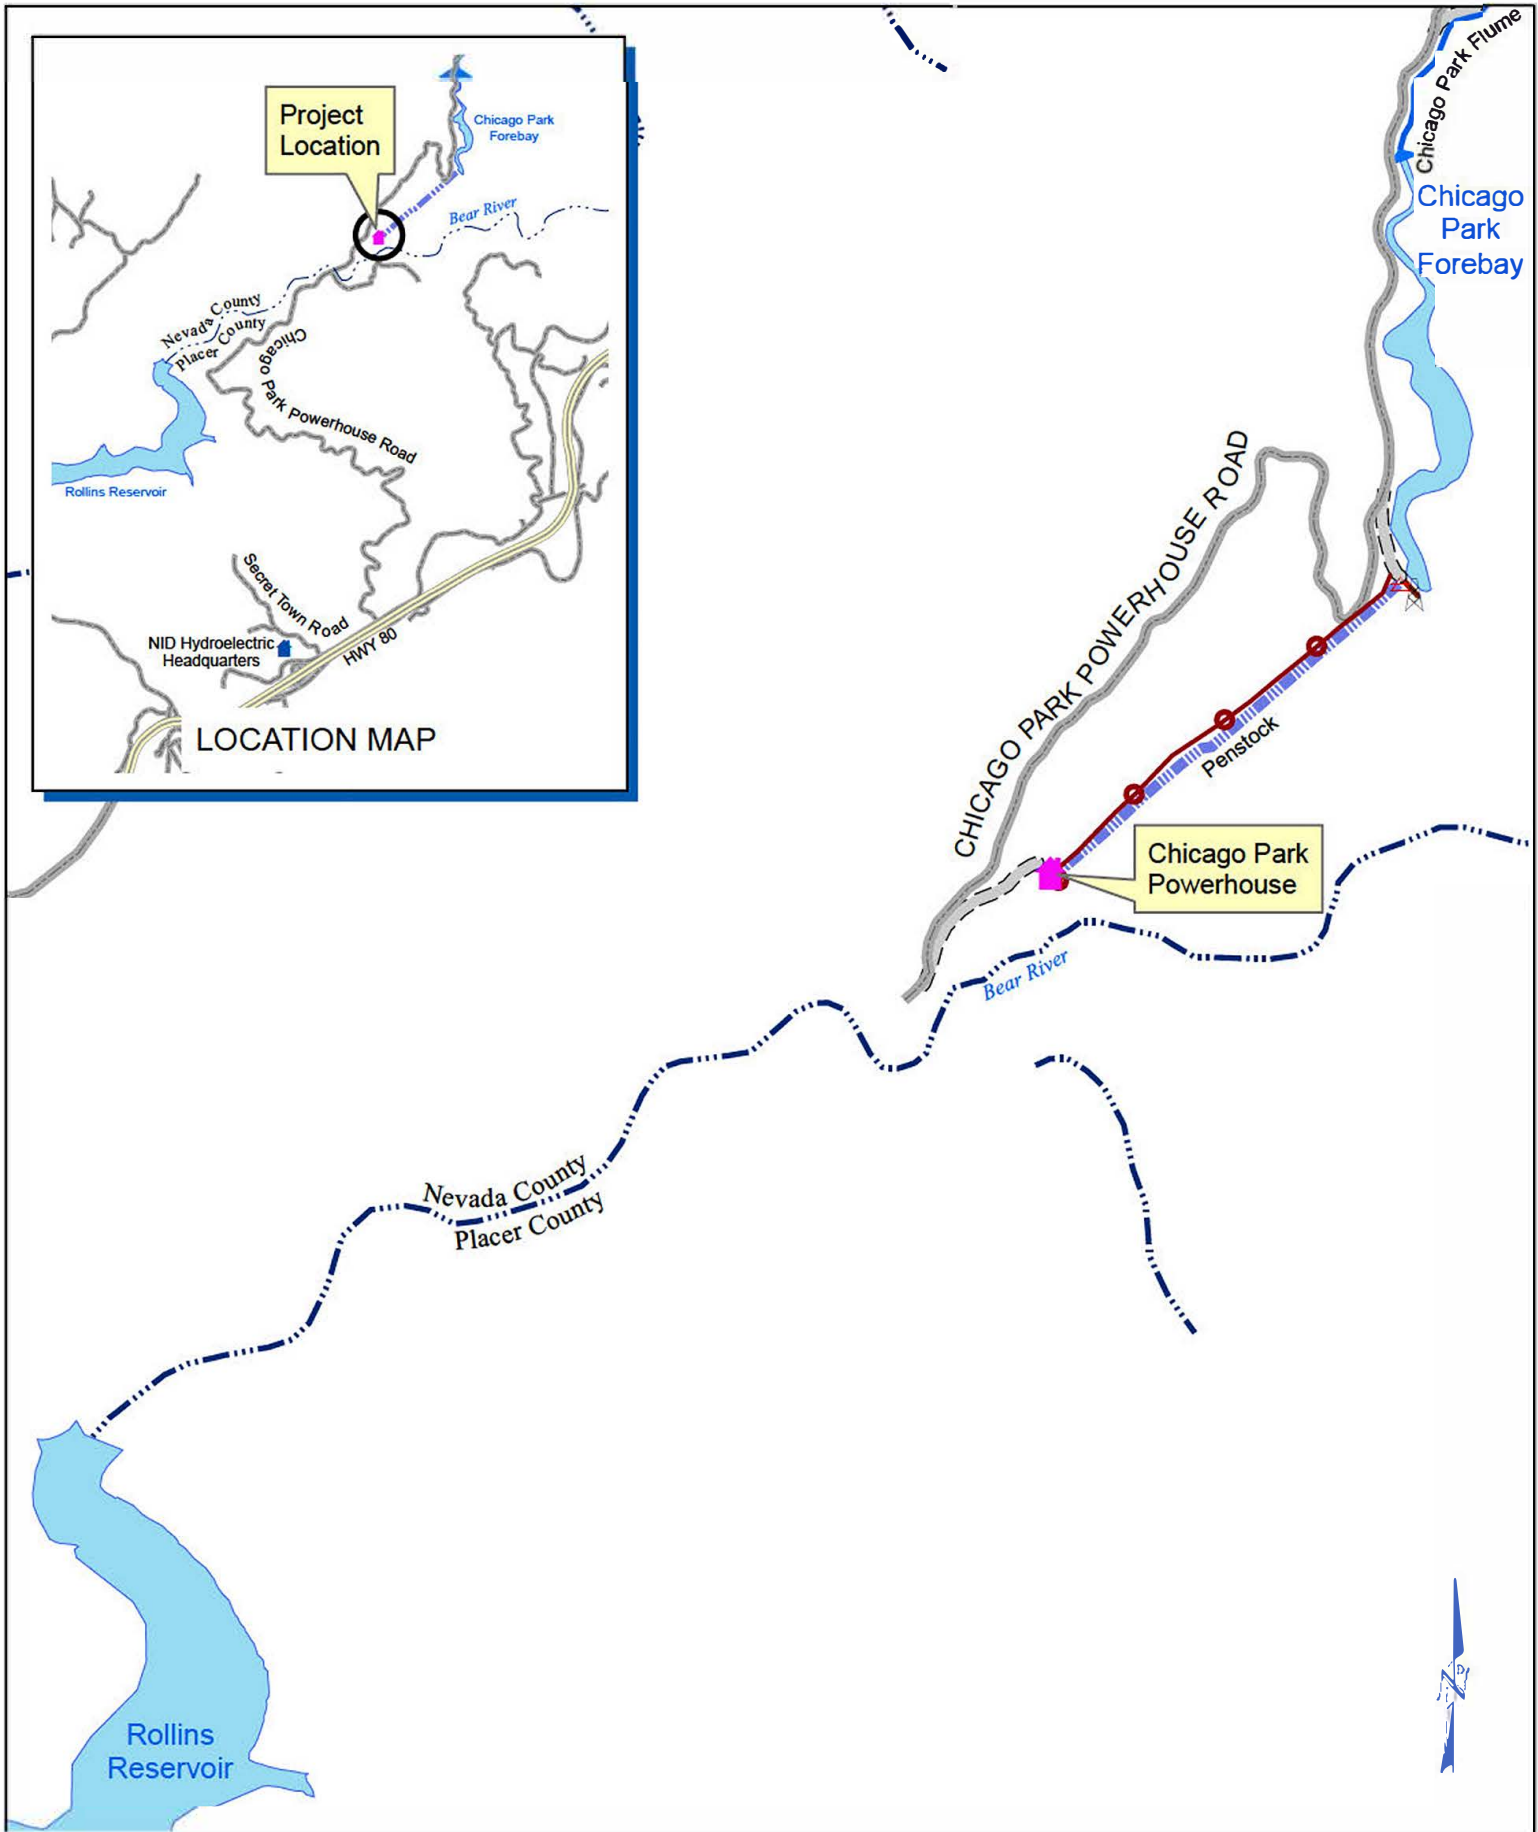 Project
Location
Chicago Park
Forebay
Bear River
Nevada County
Placer County
Chicago Park Powerhouse Road
Rollins Reservoir
Secret Town Road
NID Hydroelectric
Headquarters
HWY 80
LOCATION MAP
Chicago Park Flume
Chicago
Park
Forebay
CHICAGO PARK POWERHOUSE ROAD
Penstock
Chicago Park
Powerhouse
Bear River
Nevada County
Placer County
Rollins
Reservoir